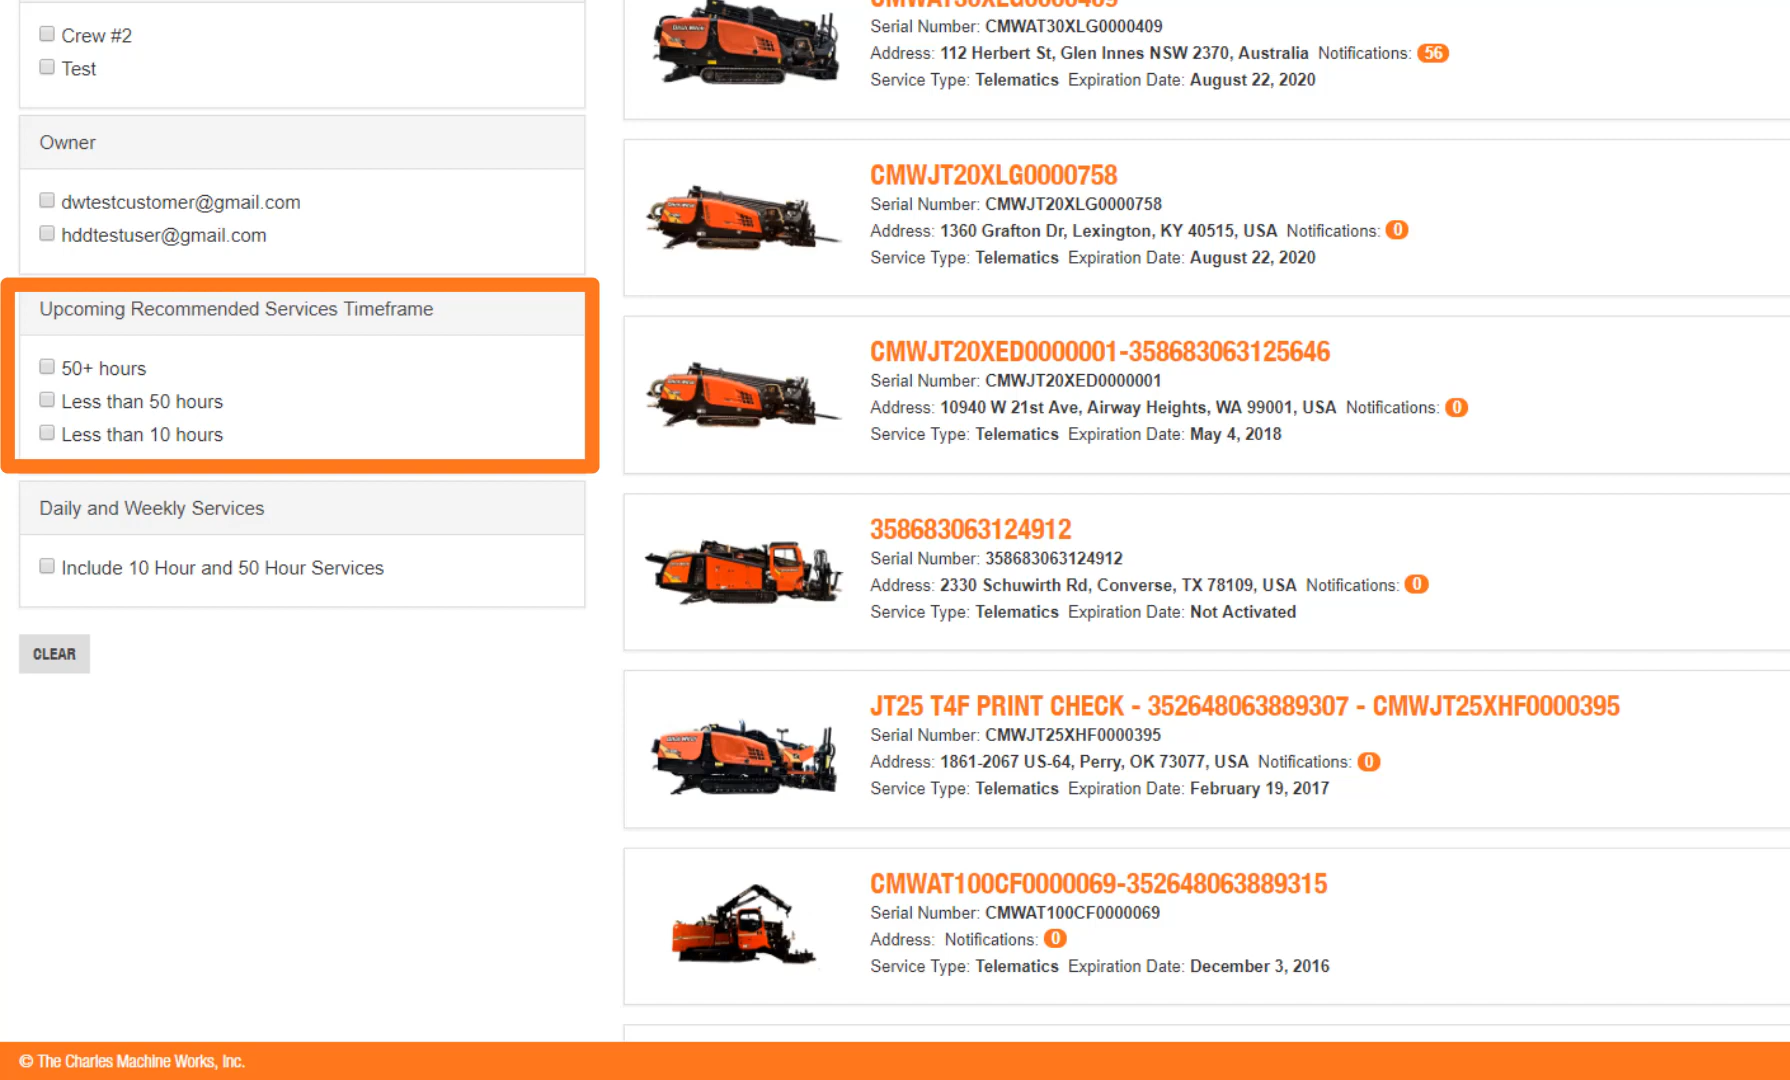 Crew #2
Test
Owner
dwtestcustomer@gmail.com
hddtestuser@gmail.com
Upcoming Recommended Services Timeframe
50+ hours
Less than 50 hours
Less than 10 hours
Daily and Weekly Services
Include 10 Hour and 50 Hour Services
CLEAR
CMWAT30XLG0000409
Serial Number: CMWAT30XLG0000409
Address: 112 Herbert St, Glen Innes NSW 2370, Australia Notifications: 56
Service Type: Telematics Expiration Date: August 22, 2020
CMWJT20XLG0000758
Serial Number: CMWJT20XLG0000758
Address: 1360 Grafton Dr, Lexington, KY 40515, USA Notifications: 0
Service Type: Telematics Expiration Date: August 22, 2020
CMWJT20XED0000001-358683063125646
Serial Number: CMWJT20XED0000001
Address: 10940 W 21st Ave, Airway Heights, WA 99001, USA Notifications: 0
Service Type: Telematics Expiration Date: May 4, 2018
358683063124912
Serial Number: 358683063124912
Address: 2330 Schuwirth Rd, Converse, TX 78109, USA Notifications: 0
Service Type: Telematics Expiration Date: Not Activated
JT25 T4F PRINT CHECK - 352648063889307 - CMWJT25XHF0000395
Serial Number: CMWJT25XHF0000395
Address: 1861-2067 US-64, Perry, OK 73077, USA Notifications: 0
Service Type: Telematics Expiration Date: February 19, 2017
CMWAT100CF0000069-352648063889315
Serial Number: CMWAT100CF0000069
Address: Notifications: 0
Service Type: Telematics Expiration Date: December 3, 2016
© The Charles Machine Works, Inc.